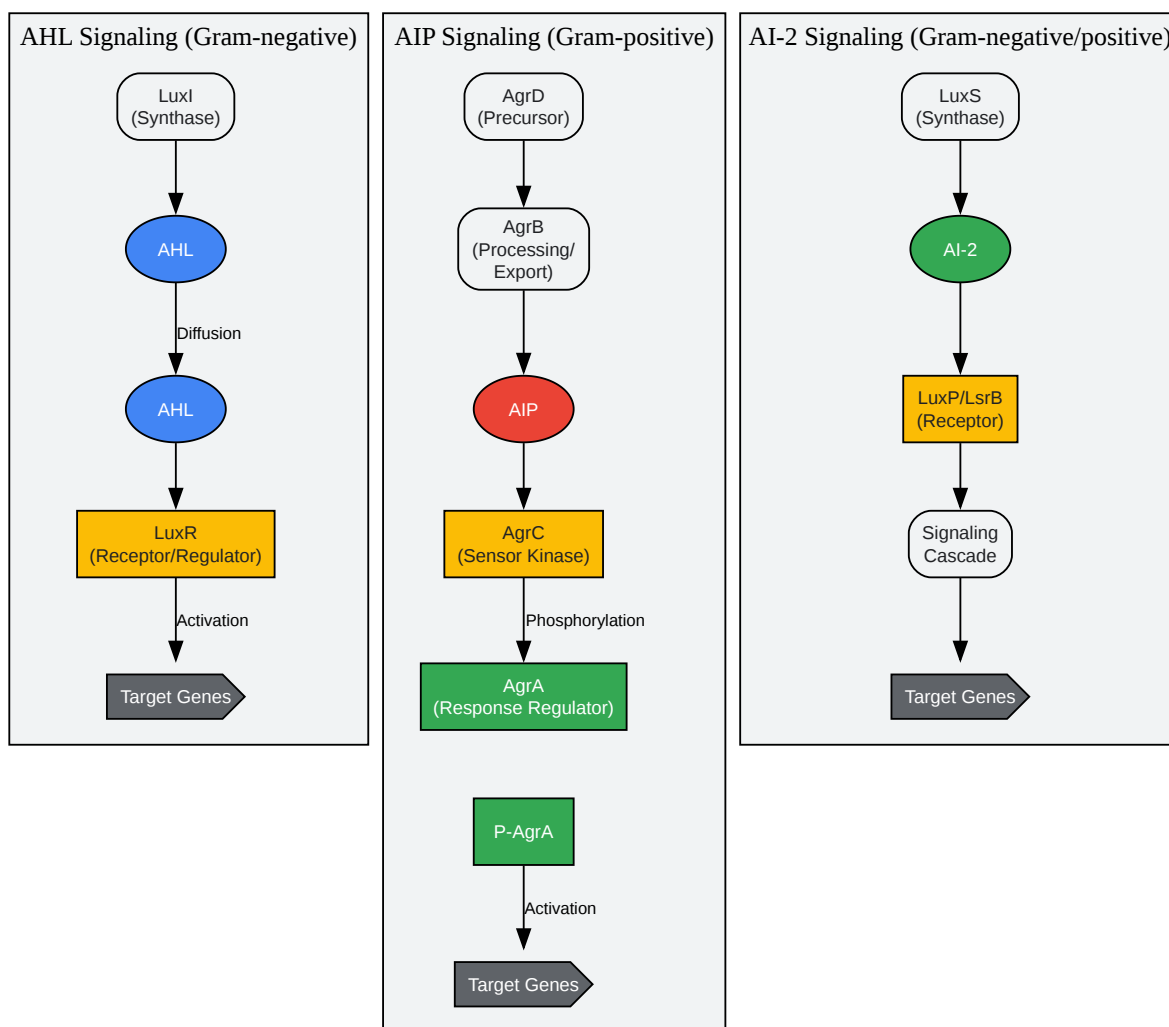 AHL Signaling (Gram-negative)
LuxI
(Synthase)
AHL
Diffusion
AHL
LuxR
(Receptor/Regulator)
Activation
Target Genes
AIP Signaling (Gram-positive)
AgrD
(Precursor)
AgrB
(Processing/
Export)
AIP
AgrC
(Sensor Kinase)
Phosphorylation
AgrA
(Response Regulator)
P-AgrA
Activation
Target Genes
AI-2 Signaling (Gram-negative/positive)
LuxS
(Synthase)
AI-2
LuxP/LsrB
(Receptor)
Signaling
Cascade
Target Genes